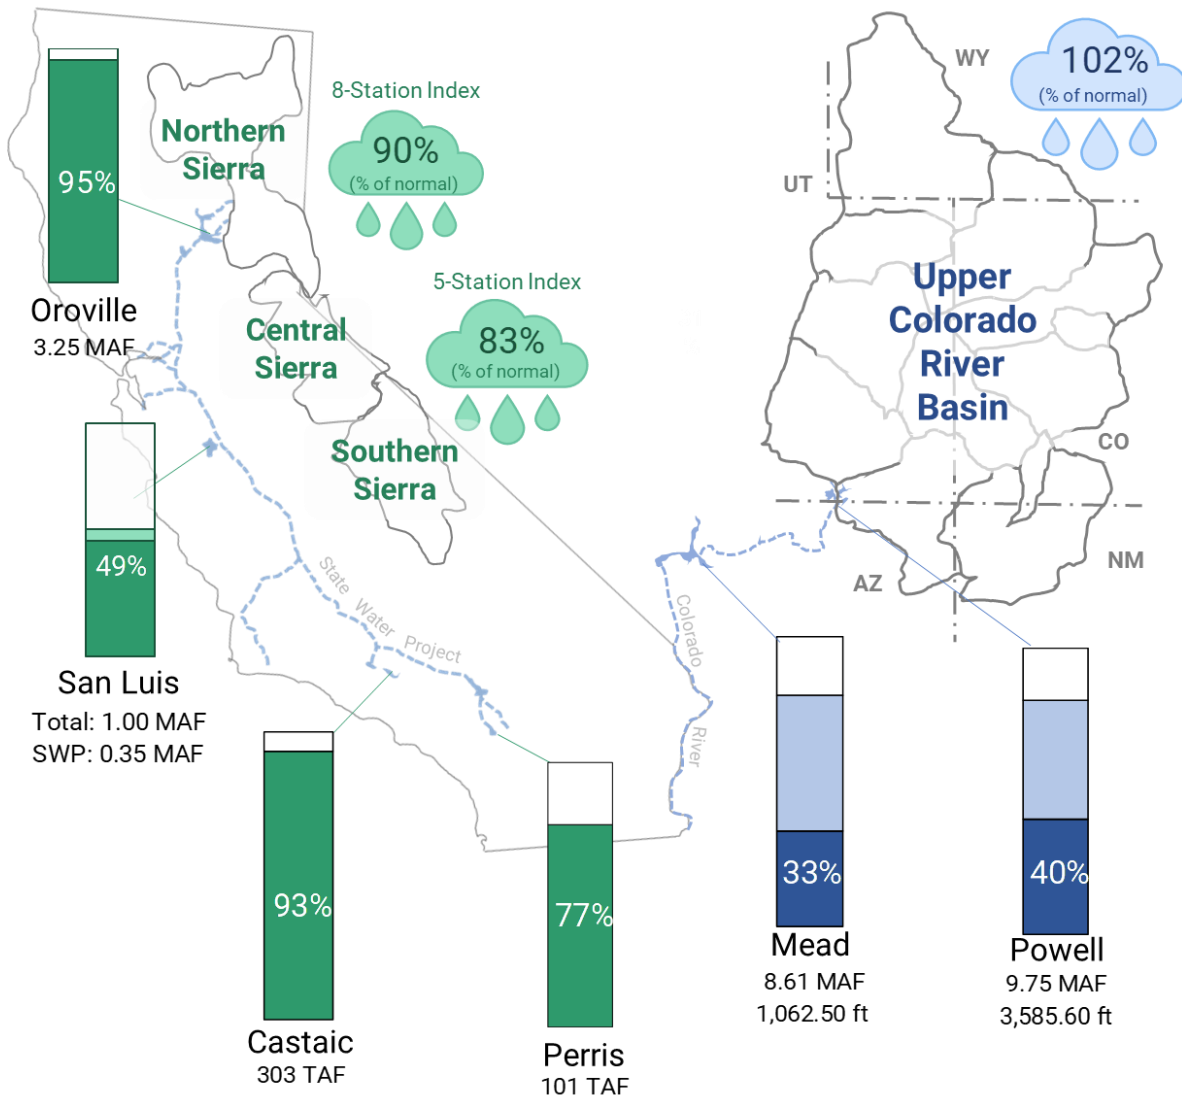 WY
102%
(% of normal)
8-Station Index
Northern
Sierra
90%
(% of normal)
95%
UT
Oroville
3.25 MAF
5-Station Index
Central
Sierra
83%
(% of normal)
Upper
Colorado
River
Basin
CO
Southern
Sierra
49%
San Luis
Total: 1.00 MAF
SWP: 0.35 MAF
State Water Project
Colorado
River
AZ
NM
93%
Castaic
303 TAF
77%
Perris
101 TAF
33%
Mead
8.61 MAF
1,062.50 ft
40%
Powell
9.75 MAF
3,585.60 ft